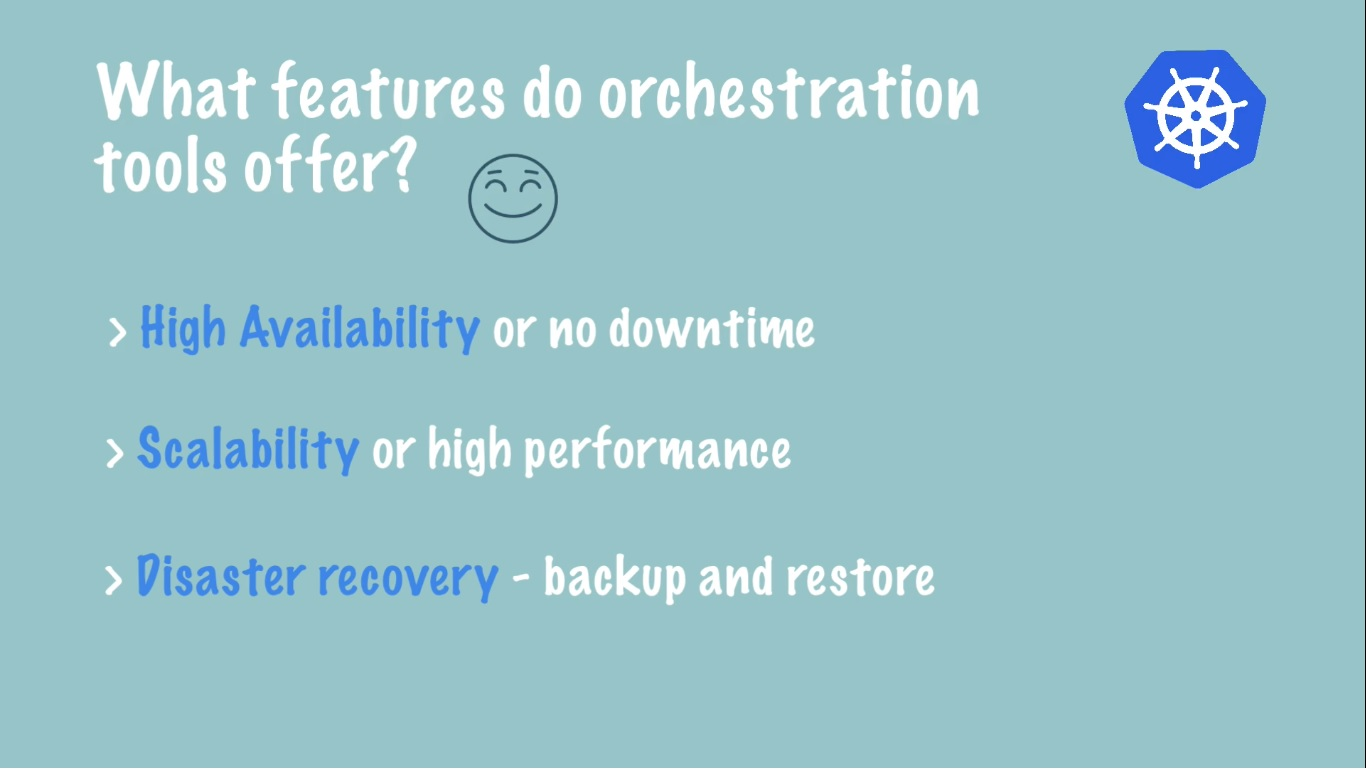 What features do orchestration
tools offer?
> High Availability or no downtime
> Scalability or high performance
> Disaster recovery - backup and restore